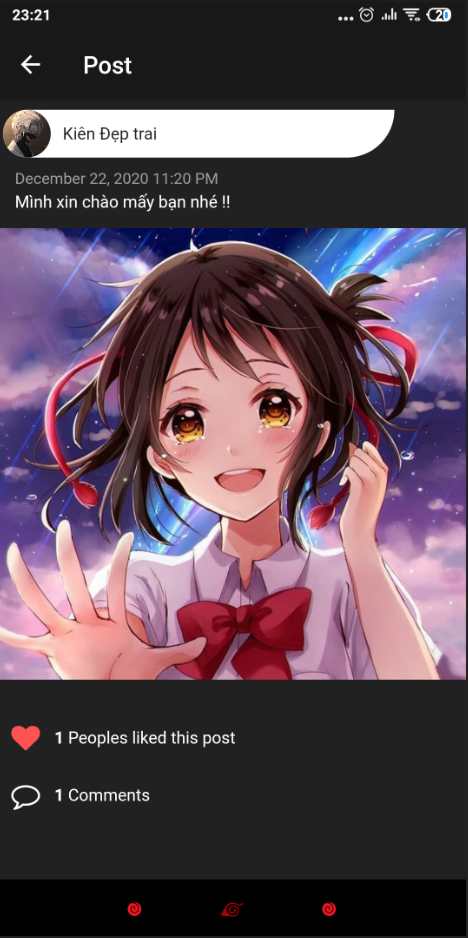 23:21
20
Post
Kiên Đẹp trai
December 22, 2020 11:20 PM
Mình xin chào mấy bạn nhé !!
1 Peoples liked this post
1 Comments